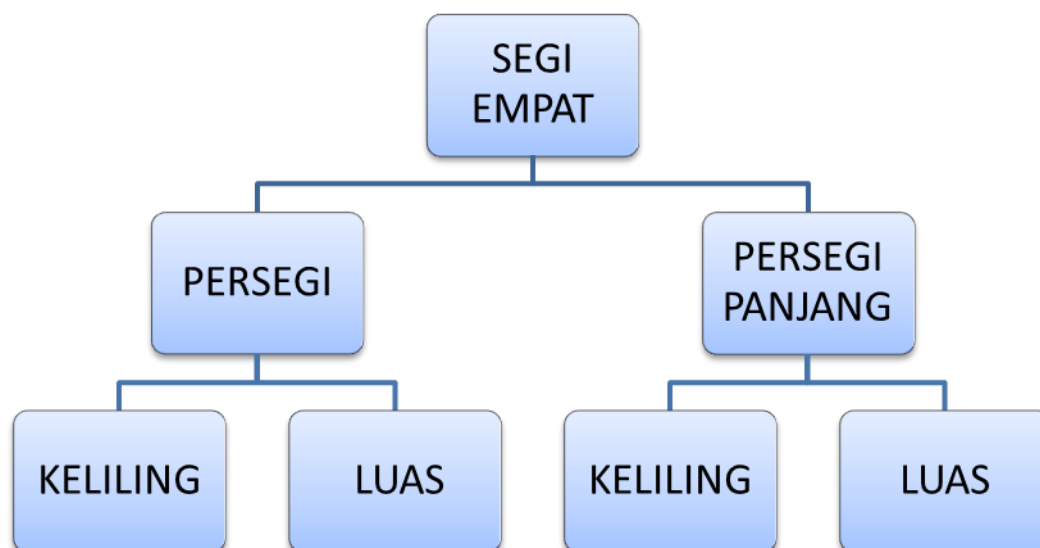 SEGI
EMPAT
PERSEGI
PERSEGI
PANJANG
KELILING
LUAS
KELILING
LUAS